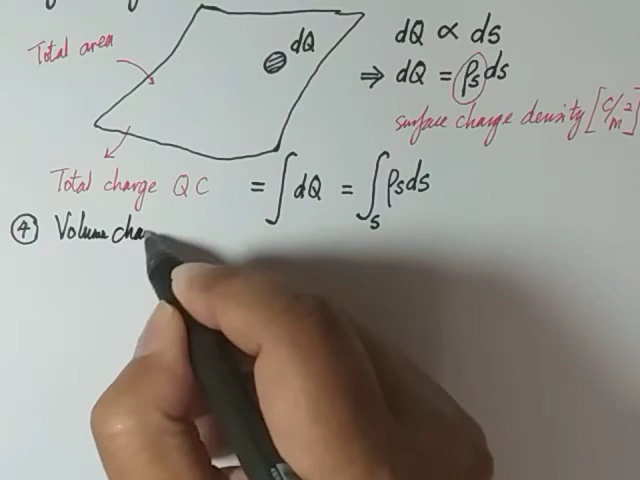 Total area
dQ
dQ ∝ ds
⇒ dQ = ρs ds
surface charge density [C/m²]
Total charge QC = ∫dQ = ∫s ρs ds
④ Volume cha